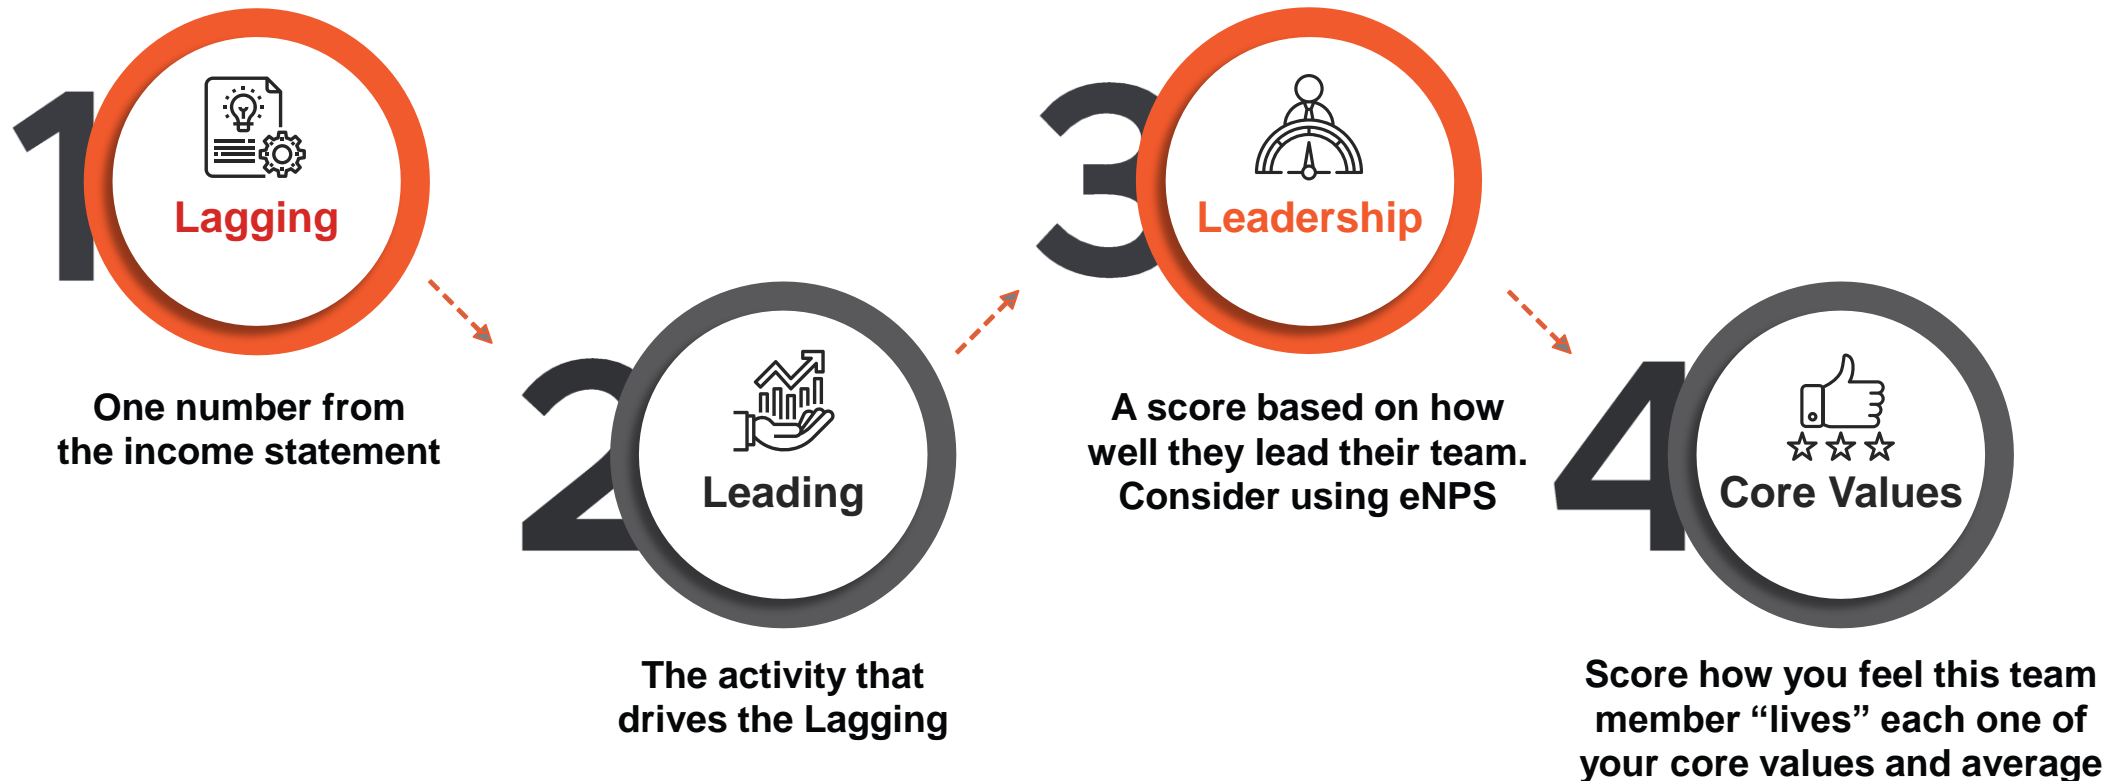 1
Lagging
One number from
the income statement
2
Leading
The activity that
drives the Lagging
3
Leadership
A score based on how
well they lead their team.
Consider using eNPS
4
Core Values
Score how you feel this team
member “lives” each one of
your core values and average